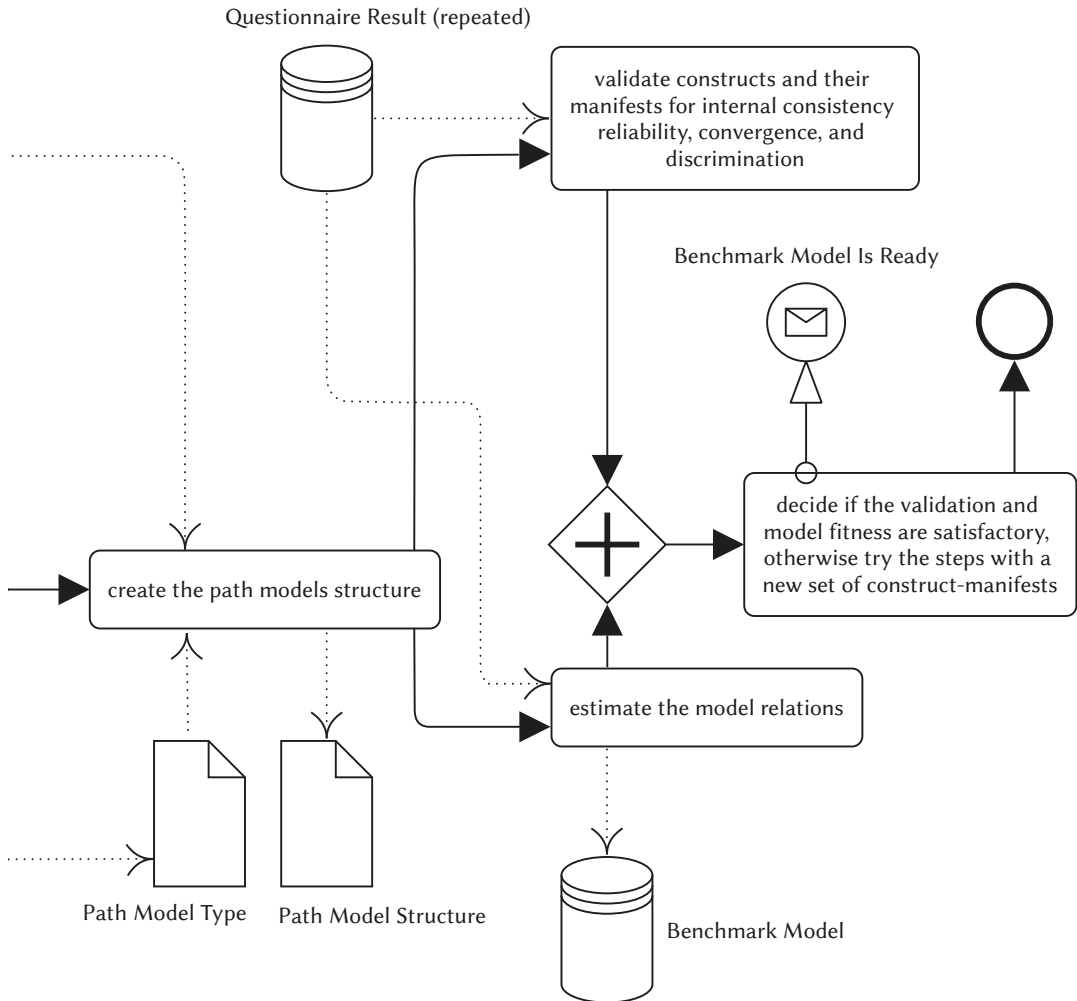 Questionnaire Result (repeated)
validate constructs and their
manifests for internal consistency
reliability, convergence, and
discrimination
Benchmark Model Is Ready
decide if the validation and
model fitness are satisfactory,
otherwise try the steps with a
new set of construct-manifests
create the path models structure
estimate the model relations
Path Model Type
Path Model Structure
Benchmark Model